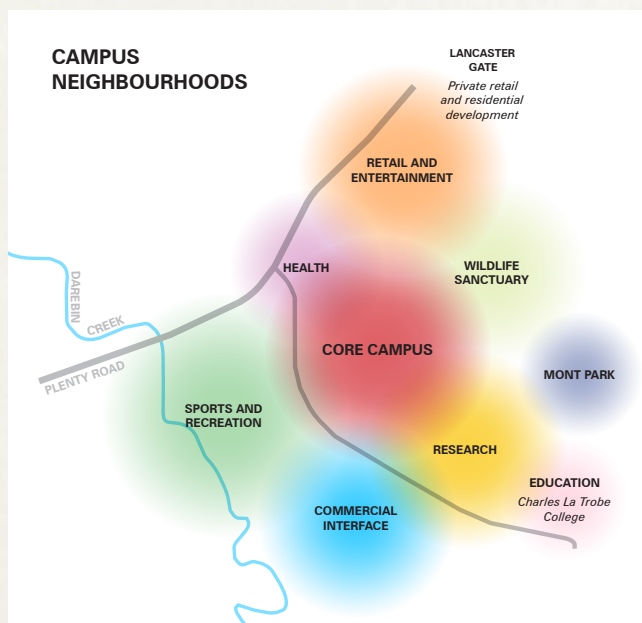 CAMPUS
NEIGHBOURHOODS
LANCASTER
GATE
Private retail
and residential
development
RETAIL AND
ENTERTAINMENT
HEALTH
WILDLIFE
SANCTUARY
DAREBIN
CREEK
CORE CAMPUS
PLENTY ROAD
MONT PARK
SPORTS AND
RECREATION
RESEARCH
EDUCATION
Charles La Trobe
College
COMMERCIAL
INTERFACE